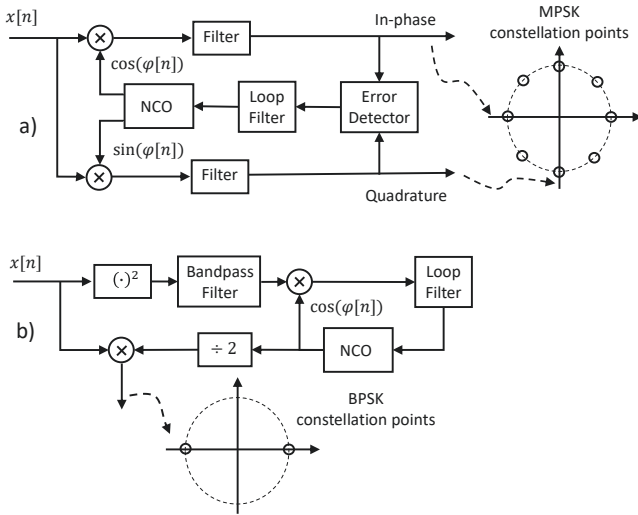 x[n]
In-phase
MPSK
constellation points
Filter
cos(φ[n])
NCO
Loop
Filter
Error
Detector
a)
sin(φ[n])
Filter
Quadrature
x[n]
(·)²
Bandpass
Filter
Loop
Filter
cos(φ[n])
b)
÷ 2
NCO
BPSK
constellation points